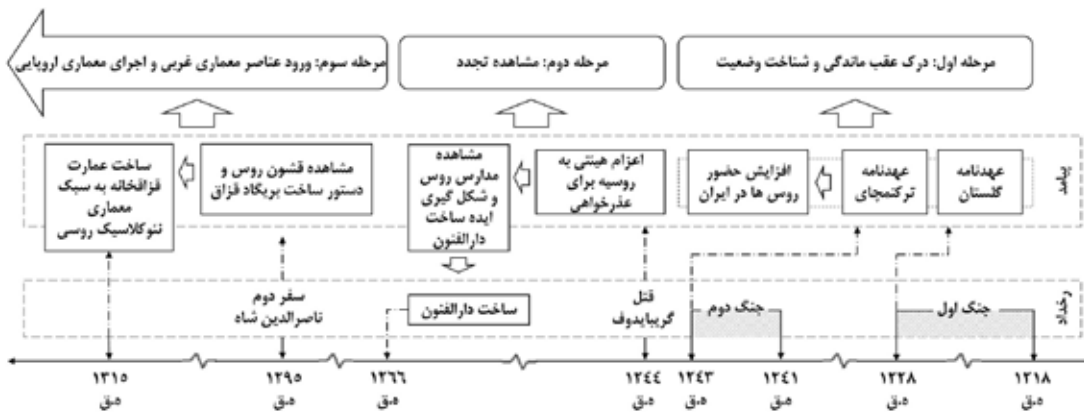 مرحله اول: درک عقب ماندگی و شناخت وضعیت
مرحله دوم: مشاهده تجدد
مرحله سوم: ورود عناصر معماری غربی و اجرای معماری اروپایی
پیامد
عهدنامه
گلستان
عهدنامه
ترکمچای
افزایش حضور
روس ها در ایران
اعزام هیئتی به
روسیه برای
عذرخواهی
مشاهده
مدارس روس
و شکل گیری
ایده ساخت
دارالفنون
مشاهده قشون روس و
دستور ساخت بریگاد قزاق
ساخت عمارت
قزاقخانه به سبک
معماری
نئوکلاسیک روسی
رخداد
جنگ اول
جنگ دوم
قتل
گریبایدوف
ساخت دارالفنون
سفر دوم
ناصرالدین شاه
۱۲۱۸
ه.ق
۱۲۲۸
ه.ق
۱۲۴۱
ه.ق
۱۲۴۳
ه.ق
۱۲۴۴
ه.ق
۱۲۶۶
ه.ق
۱۲۹۵
ه.ق
۱۳۱۵
ه.ق